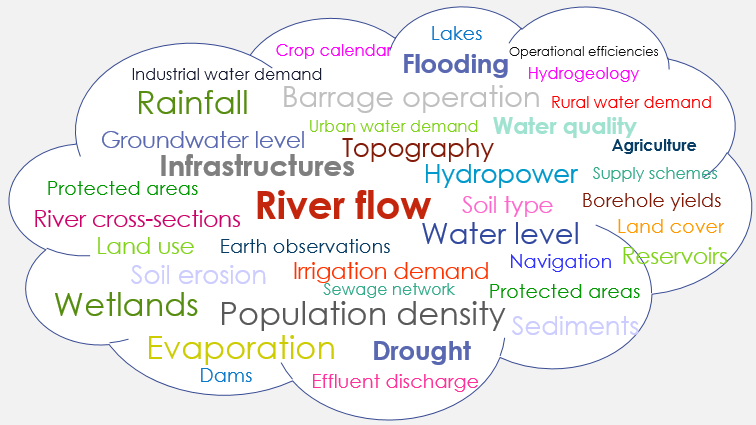 Lakes
Crop calendar
Operational efficiencies
Flooding
Industrial water demand
Hydrogeology
Rainfall
Barrage operation
Rural water demand
Urban water demand
Water quality
Groundwater level
Topography
Agriculture
Infrastructures
Hydropower
Supply schemes
Protected areas
River flow
Soil type
Borehole yields
River cross-sections
Water level
Land cover
Land use
Earth observations
Navigation
Reservoirs
Soil erosion
Irrigation demand
Sewage network
Protected areas
Wetlands
Population density
Sediments
Evaporation
Drought
Dams
Effluent discharge